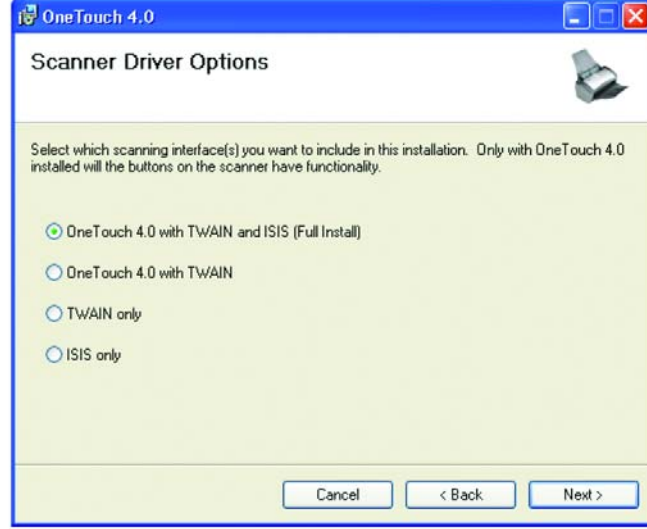 OneTouch 4.0
Scanner Driver Options
Select which scanning interface(s) you want to include in this installation. Only with OneTouch 4.0
installed will the buttons on the scanner have functionality.
OneTouch 4.0 with TWAIN and ISIS (Full Install)
OneTouch 4.0 with TWAIN
TWAIN only
ISIS only
Cancel < Back Next >